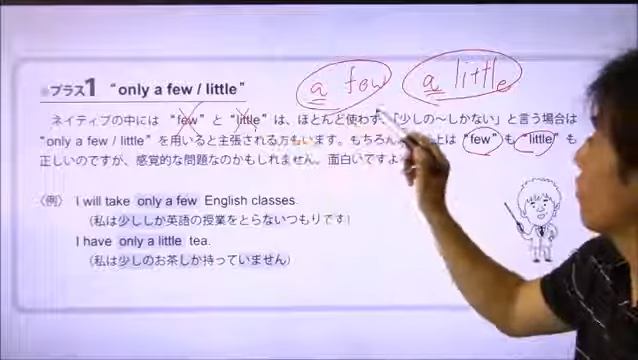 a few a little
プラス1 "only a few / little"
ネイティブの中には "few" と "little" は、ほとんど使わず、「少しの〜しかない」と言う場合は
"only a few / little" を用いると主張される方もいます。もちろん 上は "few" も "little" も
正しいのですが、感覚的な問題なのかもしれません。面白いですよ
〈例〉 I will take only a few English classes.
(私は少ししか英語の授業をとらないつもりです)
I have only a little tea.
(私は少しのお茶しか持っていません)